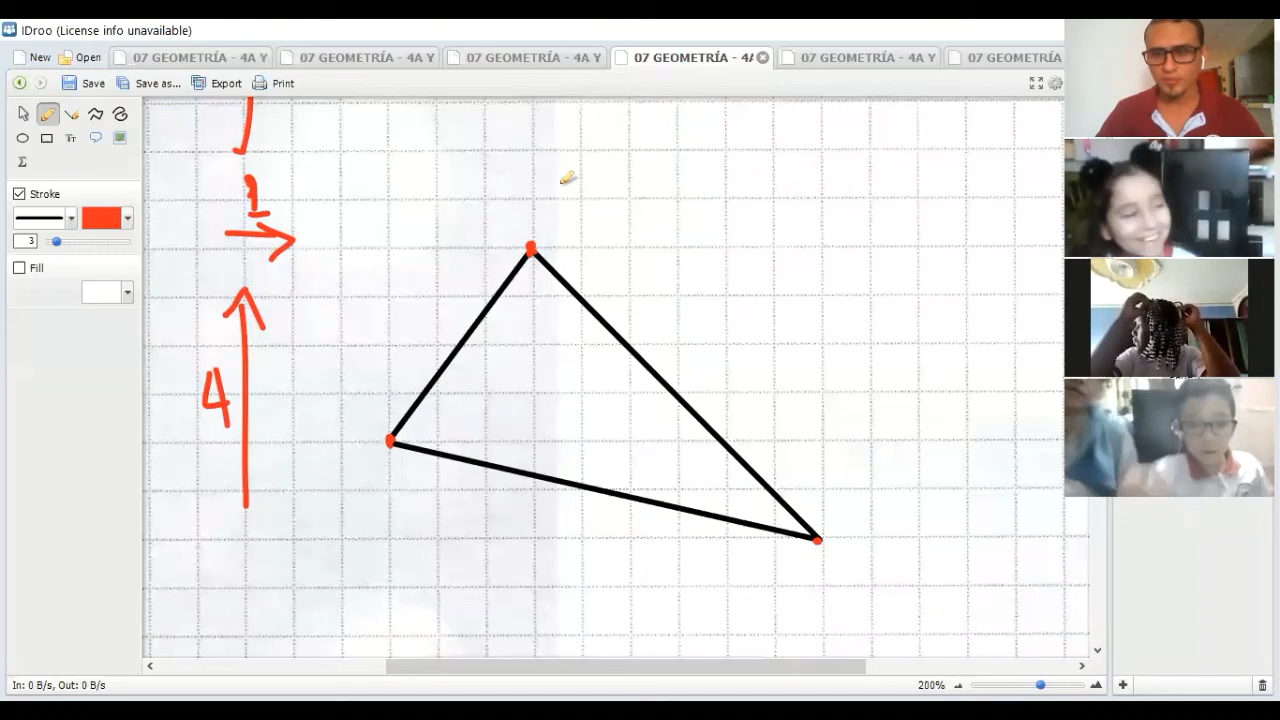 IDroo (License info unavailable)
New Open 07 GEOMETRÍA - 4A Y 07 GEOMETRÍA - 4A Y 07 GEOMETRÍA - 4A Y 07 GEOMETRÍA - 4A 07 GEOMETRÍA - 4A Y 07 GEOMETRÍA
Save Save as... Export Print
Tt
Σ
Stroke
3
Fill
4
In: 0 B/s, Out: 0 B/s 200%